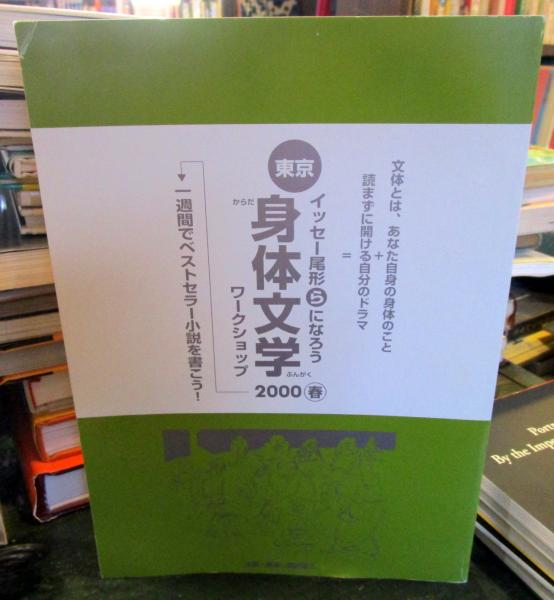 文体とは、あなた自身の身体のこと
+
読まずに開ける自分のドラマ
=
東京
イッセー尾形らになろう
からだ
身体文学
ぶんがく
ワークショップ
2000 春
一週間でベストセラー小説を書こう!
By the Imp